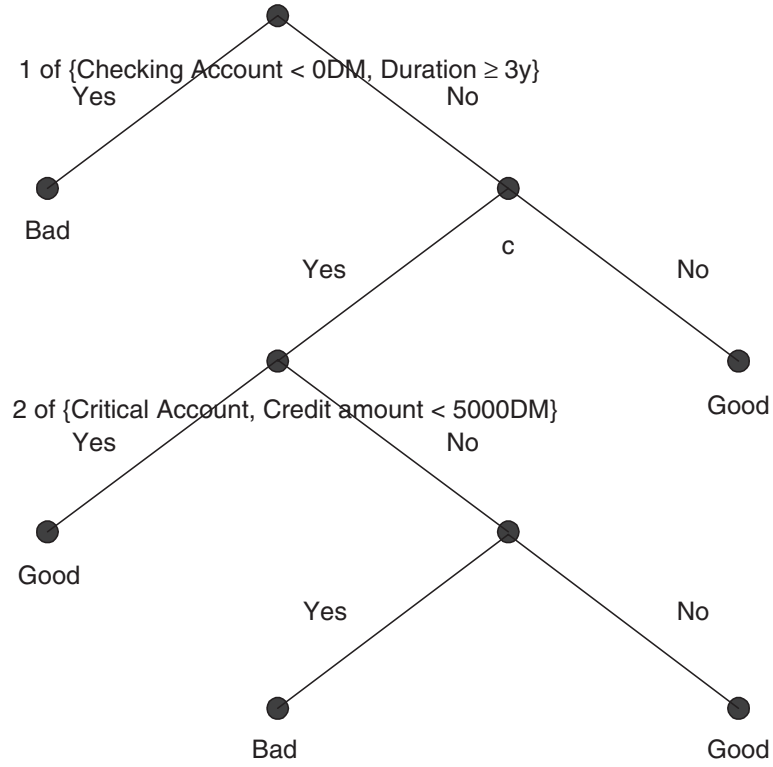 1 of {Checking Account < 0DM, Duration ≥ 3y}
Yes
No
Bad
c
Yes
No
Good
2 of {Critical Account, Credit amount < 5000DM}
Yes
No
Good
Yes
No
Bad
Good